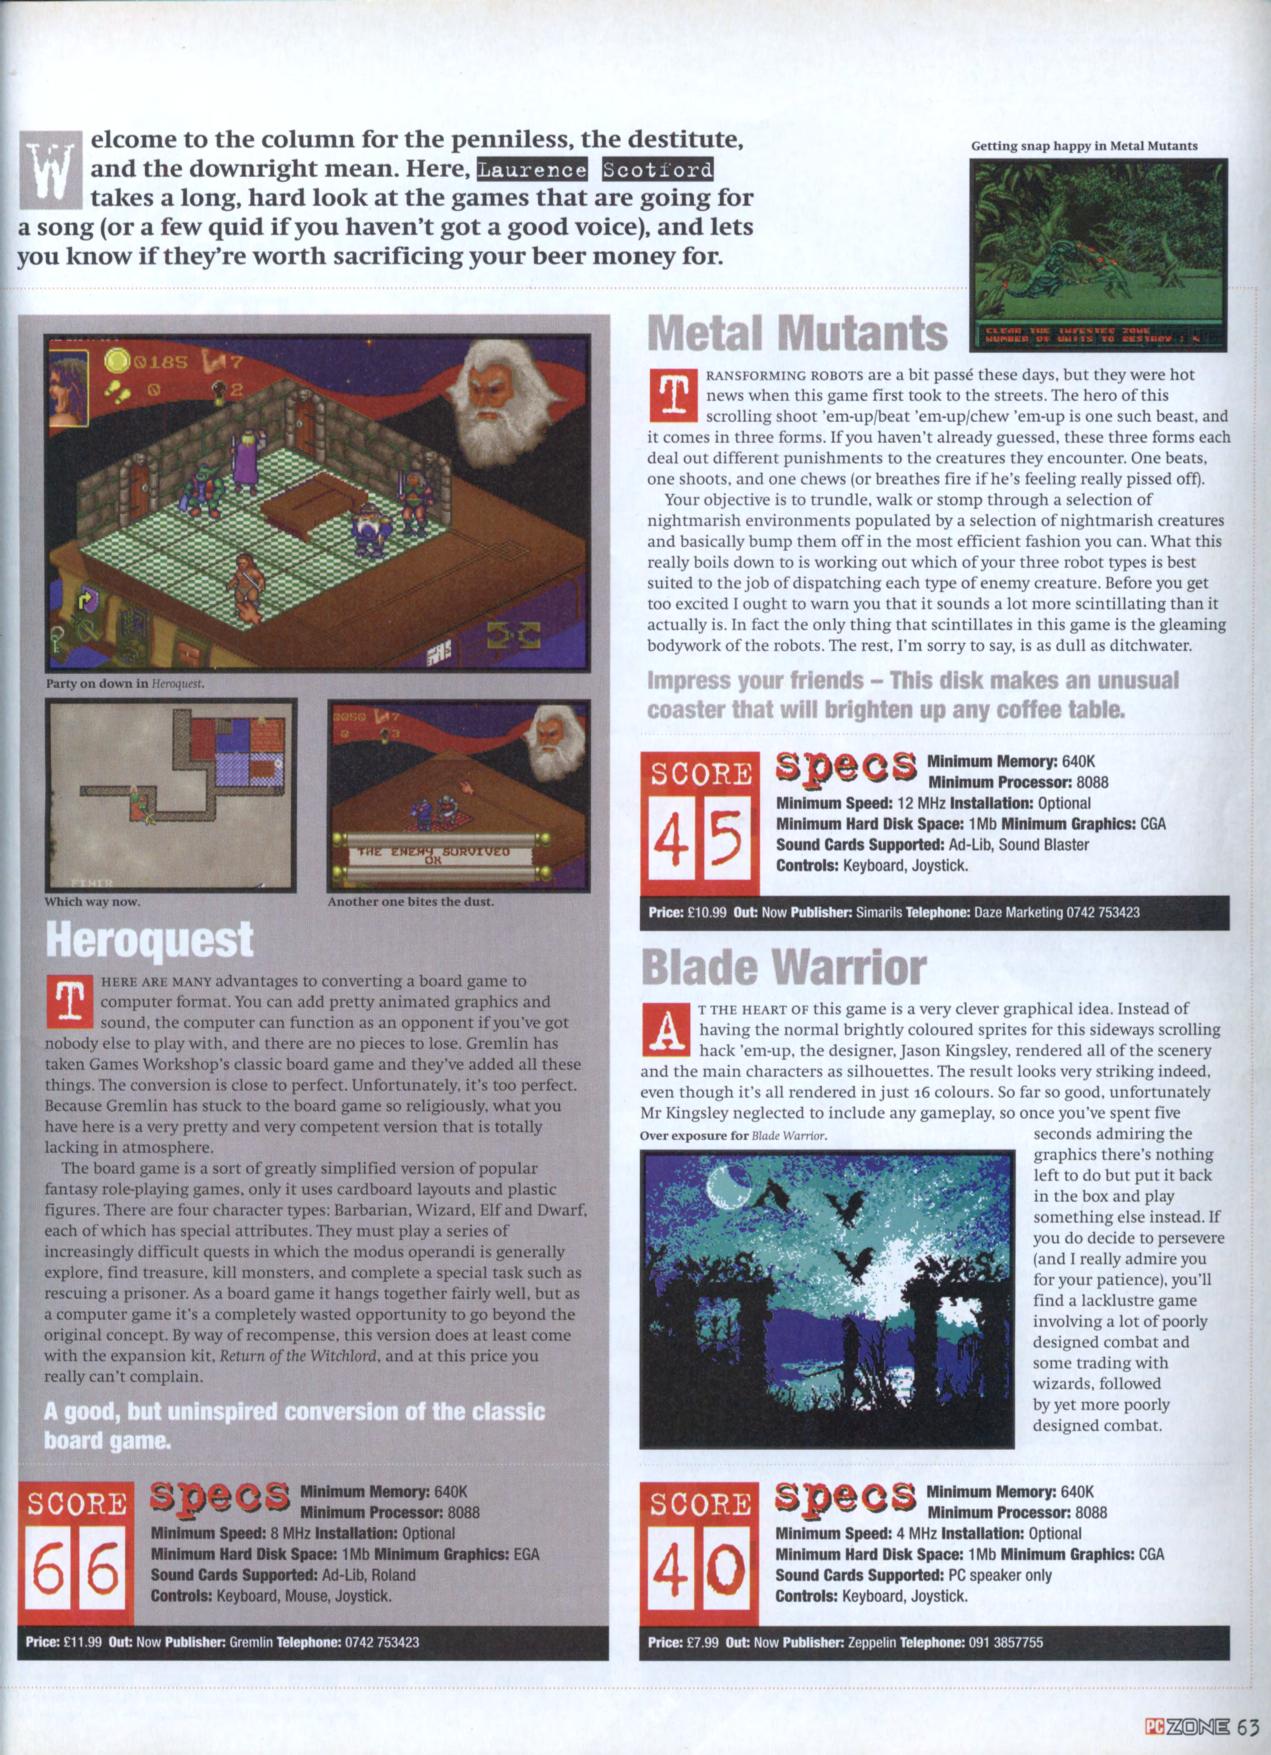 Welcome to the column for the penniless, the destitute,
and the downright mean. Here, Laurence Scotford
takes a long, hard look at the games that are going for
a song (or a few quid if you haven't got a good voice), and lets
you know if they're worth sacrificing your beer money for.
Getting snap happy in Metal Mutants
CLEAR THE INFESTED ZONE
NUMBER OF UNITS TO DESTROY :
0185 7
0 2
Party on down in Heroquest.
Which way now.
0050 7
0 3
THE ENEMY SURVIVED
OK
Another one bites the dust.
Heroquest
THERE ARE MANY advantages to converting a board game to
computer format. You can add pretty animated graphics and
sound, the computer can function as an opponent if you've got
nobody else to play with, and there are no pieces to lose. Gremlin has
taken Games Workshop's classic board game and they've added all these
things. The conversion is close to perfect. Unfortunately, it's too perfect.
Because Gremlin has stuck to the board game so religiously, what you
have here is a very pretty and very competent version that is totally
lacking in atmosphere.
The board game is a sort of greatly simplified version of popular
fantasy role-playing games, only it uses cardboard layouts and plastic
figures. There are four character types: Barbarian, Wizard, Elf and Dwarf,
each of which has special attributes. They must play a series of
increasingly difficult quests in which the modus operandi is generally
explore, find treasure, kill monsters, and complete a special task such as
rescuing a prisoner. As a board game it hangs together fairly well, but as
a computer game it's a completely wasted opportunity to go beyond the
original concept. By way of recompense, this version does at least come
with the expansion kit, Return of the Witchlord, and at this price you
really can't complain.
A good, but uninspired conversion of the classic
board game.
SCORE
66
specs
Minimum Memory: 640K
Minimum Processor: 8088
Minimum Speed: 8 MHz Installation: Optional
Minimum Hard Disk Space: 1Mb Minimum Graphics: EGA
Sound Cards Supported: Ad-Lib, Roland
Controls: Keyboard, Mouse, Joystick.
Price: £11.99 Out: Now Publisher: Gremlin Telephone: 0742 753423
Metal Mutants
TRANSFORMING ROBOTS are a bit passé these days, but they were hot
news when this game first took to the streets. The hero of this
scrolling shoot 'em-up/beat 'em-up/chew 'em-up is one such beast, and
it comes in three forms. If you haven't already guessed, these three forms each
deal out different punishments to the creatures they encounter. One beats,
one shoots, and one chews (or breathes fire if he's feeling really pissed off).
Your objective is to trundle, walk or stomp through a selection of
nightmarish environments populated by a selection of nightmarish creatures
and basically bump them off in the most efficient fashion you can. What this
really boils down to is working out which of your three robot types is best
suited to the job of dispatching each type of enemy creature. Before you get
too excited I ought to warn you that it sounds a lot more scintillating than it
actually is. In fact the only thing that scintillates in this game is the gleaming
bodywork of the robots. The rest, I'm sorry to say, is as dull as ditchwater.
Impress your friends – This disk makes an unusual
coaster that will brighten up any coffee table.
SCORE
45
specs
Minimum Memory: 640K
Minimum Processor: 8088
Minimum Speed: 12 MHz Installation: Optional
Minimum Hard Disk Space: 1Mb Minimum Graphics: CGA
Sound Cards Supported: Ad-Lib, Sound Blaster
Controls: Keyboard, Joystick.
Price: £10.99 Out: Now Publisher: Simarils Telephone: Daze Marketing 0742 753423
Blade Warrior
AT THE HEART OF this game is a very clever graphical idea. Instead of
having the normal brightly coloured sprites for this sideways scrolling
hack 'em-up, the designer, Jason Kingsley, rendered all of the scenery
and the main characters as silhouettes. The result looks very striking indeed,
even though it's all rendered in just 16 colours. So far so good, unfortunately
Mr Kingsley neglected to include any gameplay, so once you've spent five
seconds admiring the
graphics there's nothing
left to do but put it back
in the box and play
something else instead. If
you do decide to persevere
(and I really admire you
for your patience), you'll
find a lacklustre game
involving a lot of poorly
designed combat and
some trading with
wizards, followed
by yet more poorly
designed combat.
Over exposure for Blade Warrior.
SCORE
40
specs
Minimum Memory: 640K
Minimum Processor: 8088
Minimum Speed: 4 MHz Installation: Optional
Minimum Hard Disk Space: 1Mb Minimum Graphics: CGA
Sound Cards Supported: PC speaker only
Controls: Keyboard, Joystick.
Price: £7.99 Out: Now Publisher: Zeppelin Telephone: 091 3857755
PC ZONE 63